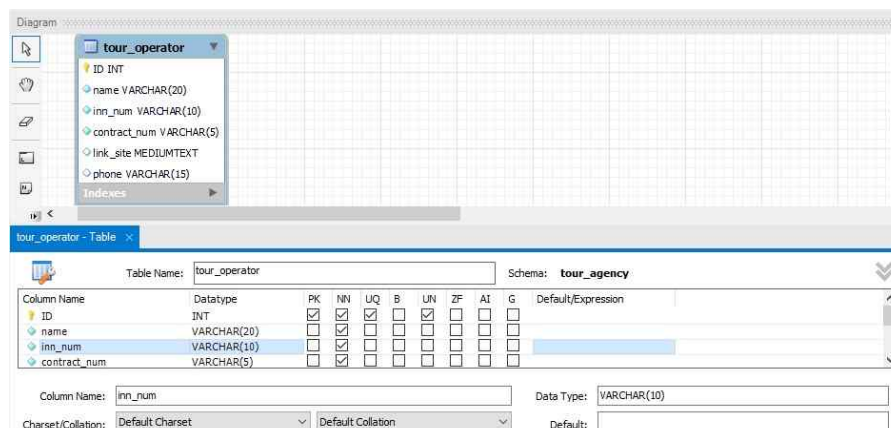 Diagram
tour_operator
ID INT
name VARCHAR(20)
inn_num VARCHAR(10)
contract_num VARCHAR(5)
link_site MEDIUMTEXT
phone VARCHAR(15)
Indexes
tour_operator - Table
Table Name: tour_operator Schema: tour_agency
Column Name Datatype PK NN UQ B UN ZF AI G Default/Expression
ID INT
name VARCHAR(20)
inn_num VARCHAR(10)
contract_num VARCHAR(5)
Column Name: inn_num Data Type: VARCHAR(10)
Charset/Collation: Default Charset Default Collation Default: